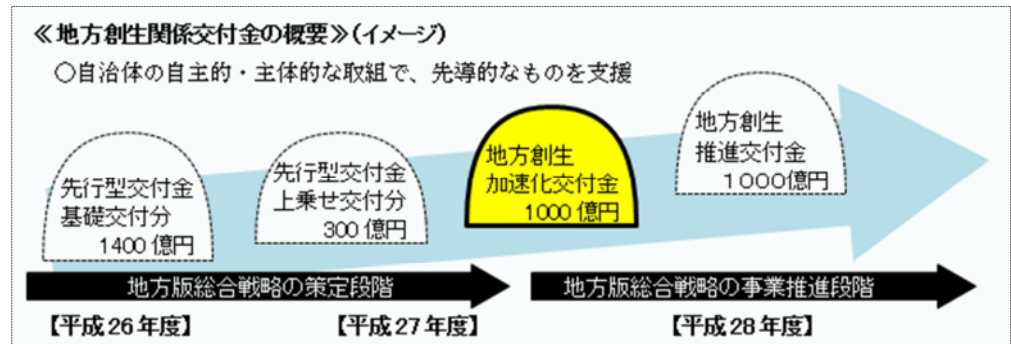 ≪地方創生関係交付金の概要≫(イメージ)
○自治体の自主的・主体的な取組で、先導的なものを支援
先行型交付金
基礎交付分
1400億円
先行型交付金
上乗せ交付分
300億円
地方創生
加速化交付金
1000億円
地方創生
推進交付金
1000億円
地方版総合戦略の策定段階
地方版総合戦略の事業推進段階
【平成26年度】
【平成27年度】
【平成28年度】